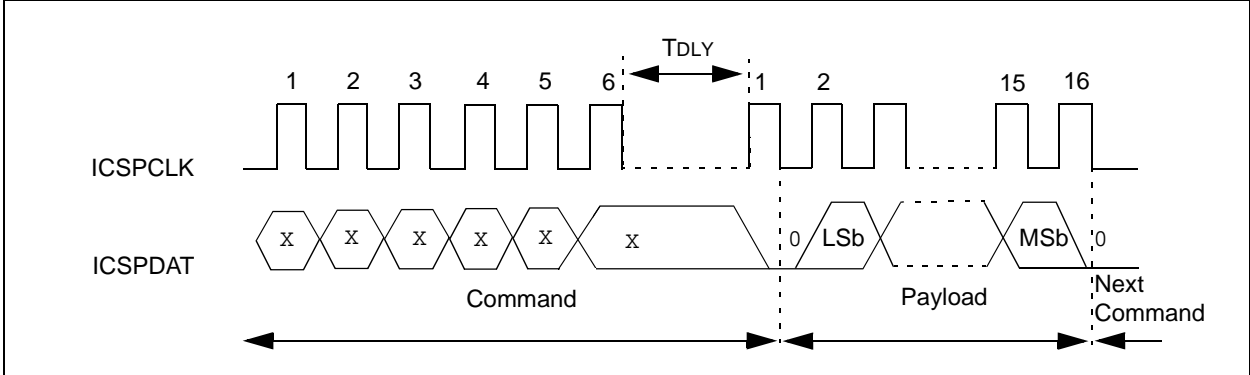 TDLY
1 2 3 4 5 6 1 2 15 16
ICSPCLK
X X X X X X 0 LSb MSb 0
ICSPDAT
Command Payload Next
Command